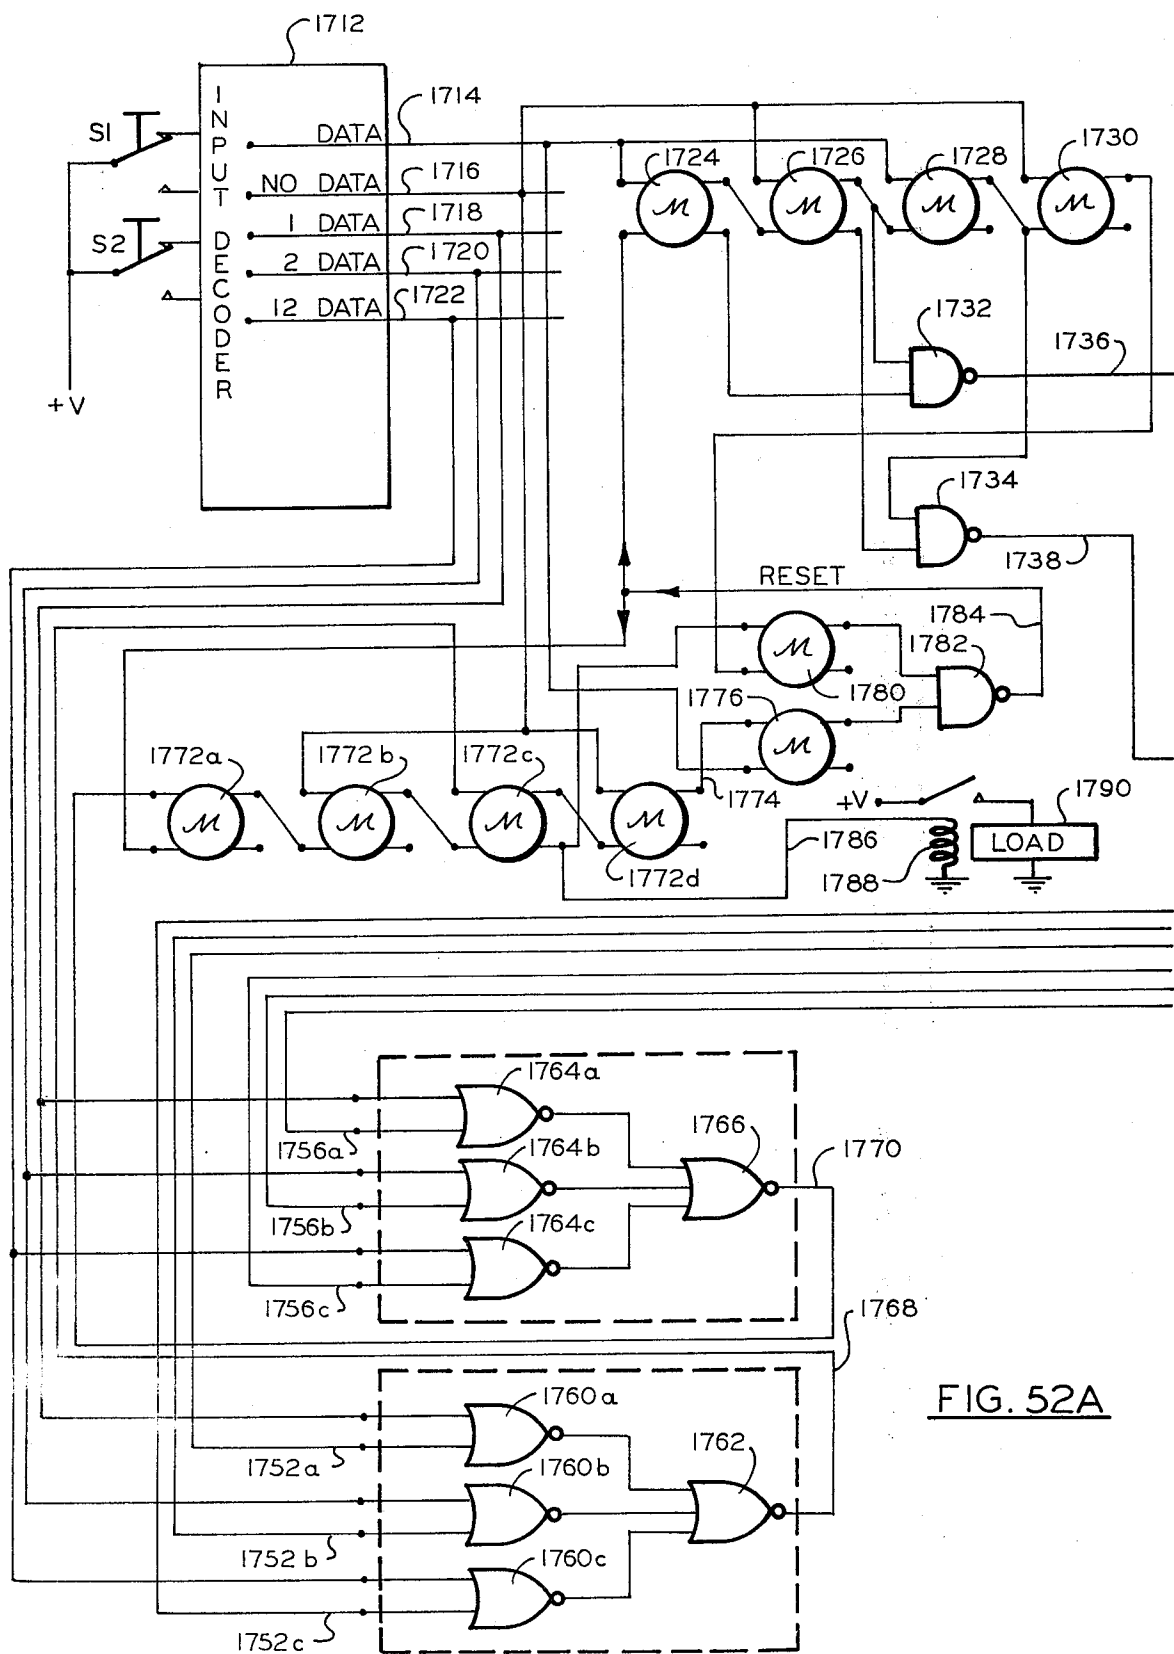 1712
S1
S2
+V
INPUT DECODER
DATA 1714
NO DATA 1716
1 DATA 1718
2 DATA 1720
12 DATA 1722
1724
1726
1728
1730
M
M
M
M
1732
1736
1734
1738
RESET
1784
1782
M
1780
1776
M
1774
1772a
1772b
1772c
M
M
M
M
1772d
+V
1790
LOAD
1786
1788
1764a
1756a
1764b
1766
1770
1756b
1764c
1756c
1768
1760a
1752a
1760b
1762
1752b
1760c
1752c
FIG. 52A